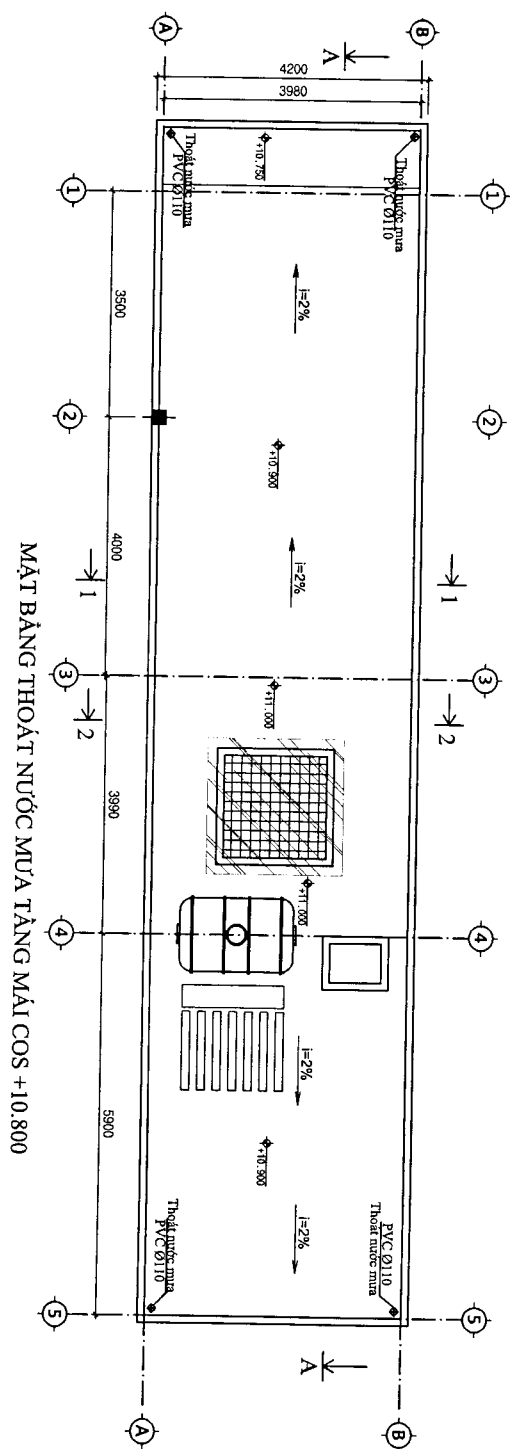 B
A
A
4200
3980
Thoát nước mưa
PVC Ø110
+10.750
Thoát nước mưa
PVC Ø110
1
1
i=2%
3500
2
2
+10.900
i=2%
4000
1
1
3
3
+11.000
2
2
3990
+11.000
4
4
i=2%
+10.900
5900
i=2%
PVC Ø110
Thoát nước mưa
Thoát nước mưa
PVC Ø110
5
5
A
B
A
MẶT BẰNG THOÁT NƯỚC MƯA TẦNG MÁI COS +10.800